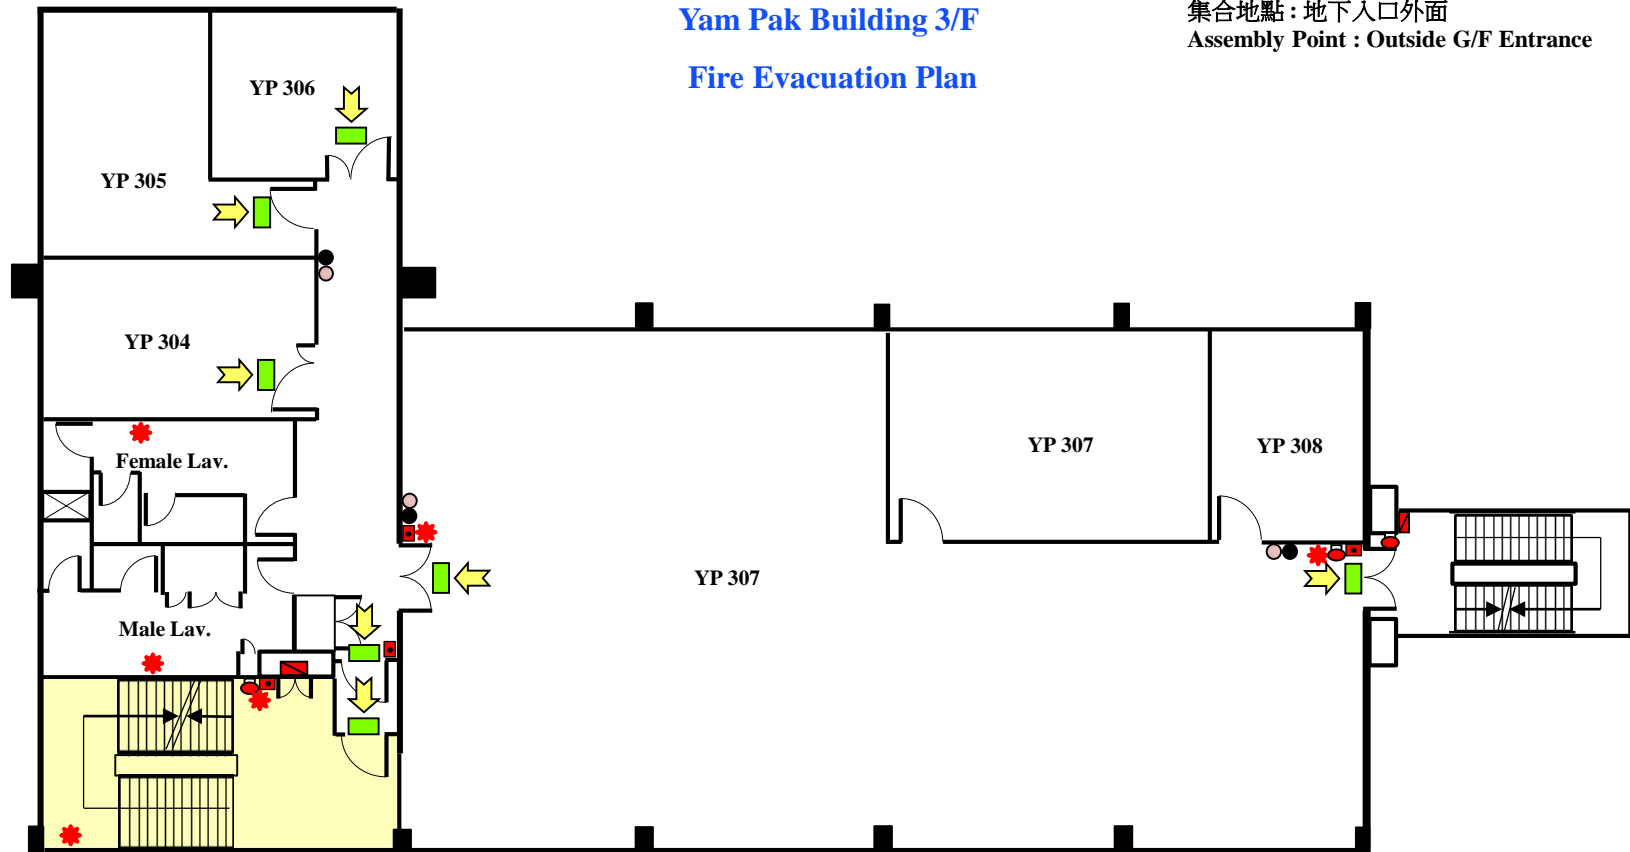 Yam Pak Building 3/F
Fire Evacuation Plan
集合地點 : 地下入口外面
Assembly Point : Outside G/F Entrance
YP 306
YP 305
YP 304
Female Lav.
YP 307
YP 308
YP 307
Male Lav.